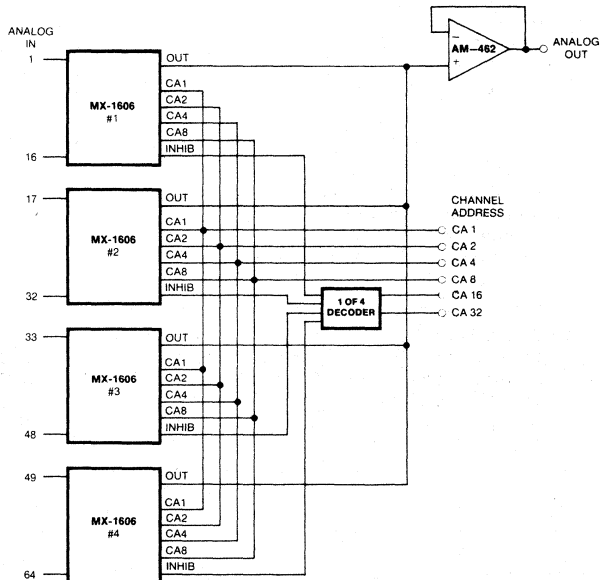 ANALOG
IN
1
16
MX-1606
#1
OUT
CA1
CA2
CA4
CA8
INHIB
AM-462
−
+
ANALOG
OUT
17
32
MX-1606
#2
OUT
CA1
CA2
CA4
CA8
INHIB
CHANNEL
ADDRESS
CA 1
CA 2
CA 4
CA 8
CA 16
CA 32
1 OF 4
DECODER
33
48
MX-1606
#3
OUT
CA1
CA2
CA4
CA8
INHIB
49
64
MX-1606
#4
OUT
CA1
CA2
CA4
CA8
INHIB